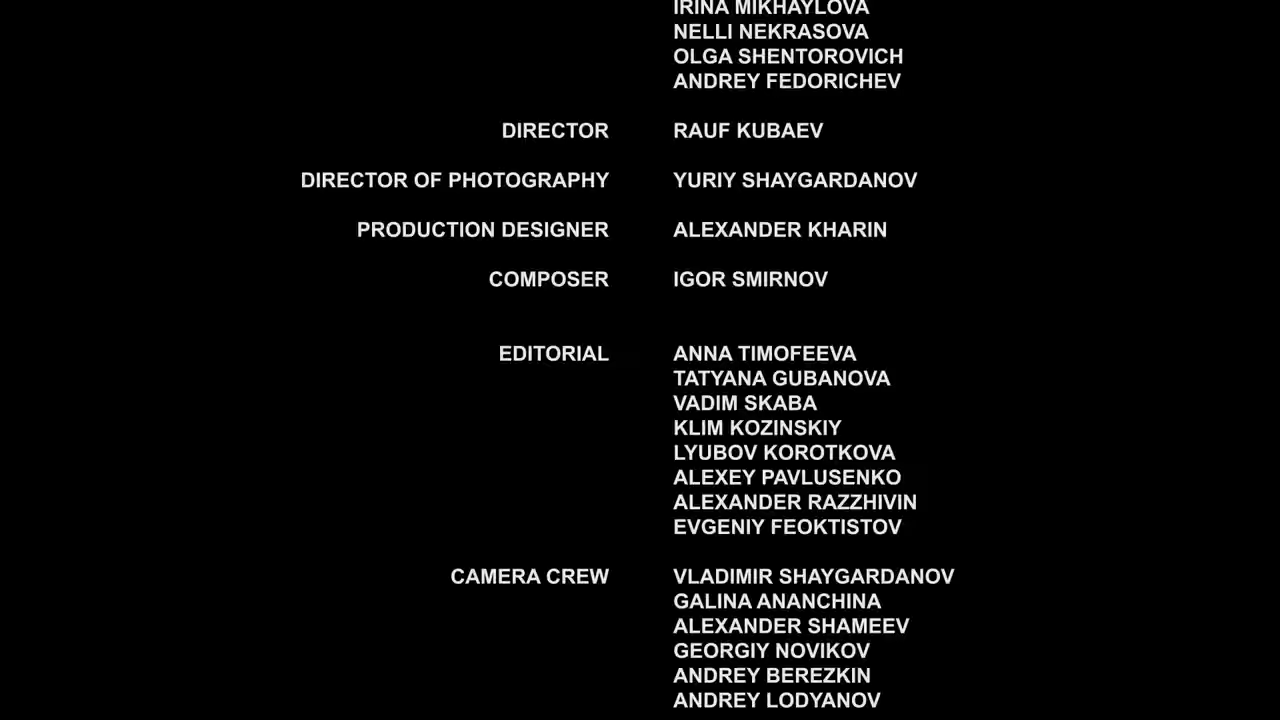 IRINA MIKHAYLOVA
NELLI NEKRASOVA
OLGA SHENTOROVICH
ANDREY FEDORICHEV
DIRECTOR RAUF KUBAEV
DIRECTOR OF PHOTOGRAPHY YURIY SHAYGARDANOV
PRODUCTION DESIGNER ALEXANDER KHARIN
COMPOSER IGOR SMIRNOV
EDITORIAL ANNA TIMOFEEVA
TATYANA GUBANOVA
VADIM SKABA
KLIM KOZINSKIY
LYUBOV KOROTKOVA
ALEXEY PAVLUSENKO
ALEXANDER RAZZHIVIN
EVGENIY FEOKTISTOV
CAMERA CREW VLADIMIR SHAYGARDANOV
GALINA ANANCHINA
ALEXANDER SHAMEEV
GEORGIY NOVIKOV
ANDREY BEREZKIN
ANDREY LODYANOV